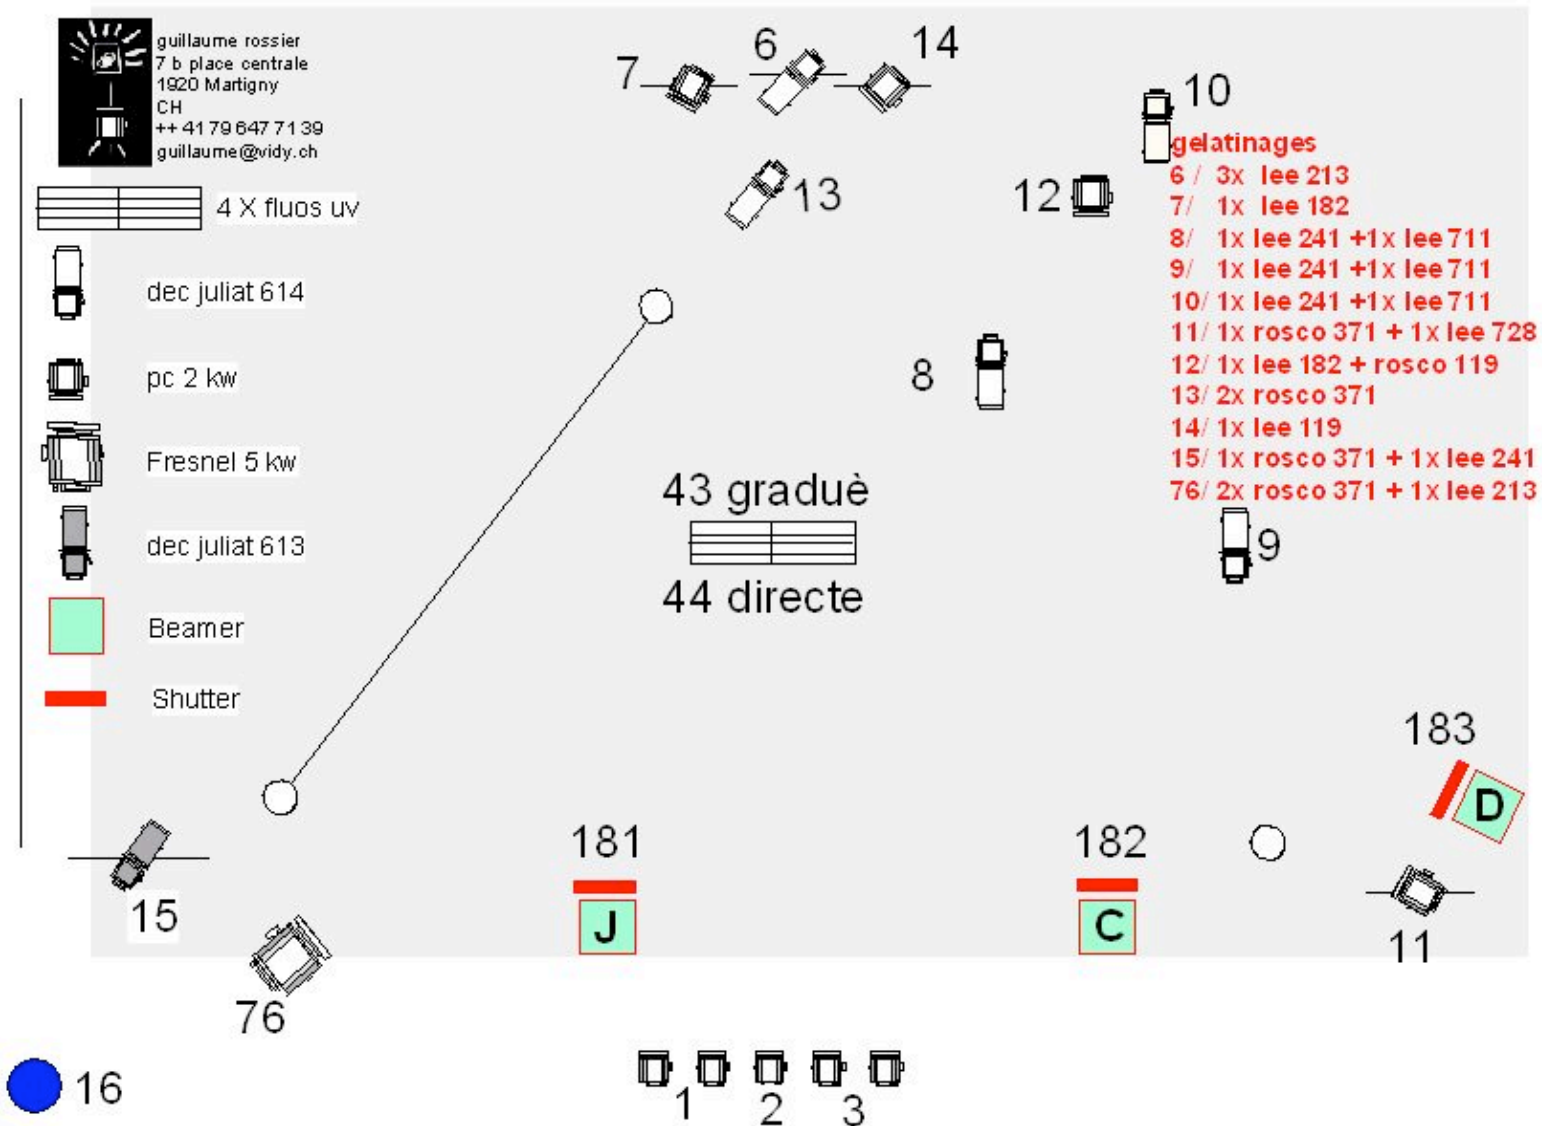 guillaume rossier
7 b place centrale
1920 Martigny
CH
++ 41 79 647 71 39
guillaume@vidy.ch
4 X fluos uv
dec juliat 614
pc 2 kw
Fresnel 5 kw
dec juliat 613
Beamer
Shutter
7
6
14
10
13
12
gelatinages
6 / 3x lee 213
7/ 1x lee 182
8/ 1x lee 241 +1x lee 711
9/ 1x lee 241 +1x lee 711
10/ 1x lee 241 +1x lee 711
11/ 1x rosco 371 + 1x lee 728
12/ 1x lee 182 + rosco 119
13/ 2x rosco 371
14/ 1x lee 119
15/ 1x rosco 371 + 1x lee 241
76/ 2x rosco 371 + 1x lee 213
8
43 graduè
44 directe
9
183
D
181
J
182
C
11
15
76
16
1
2
3